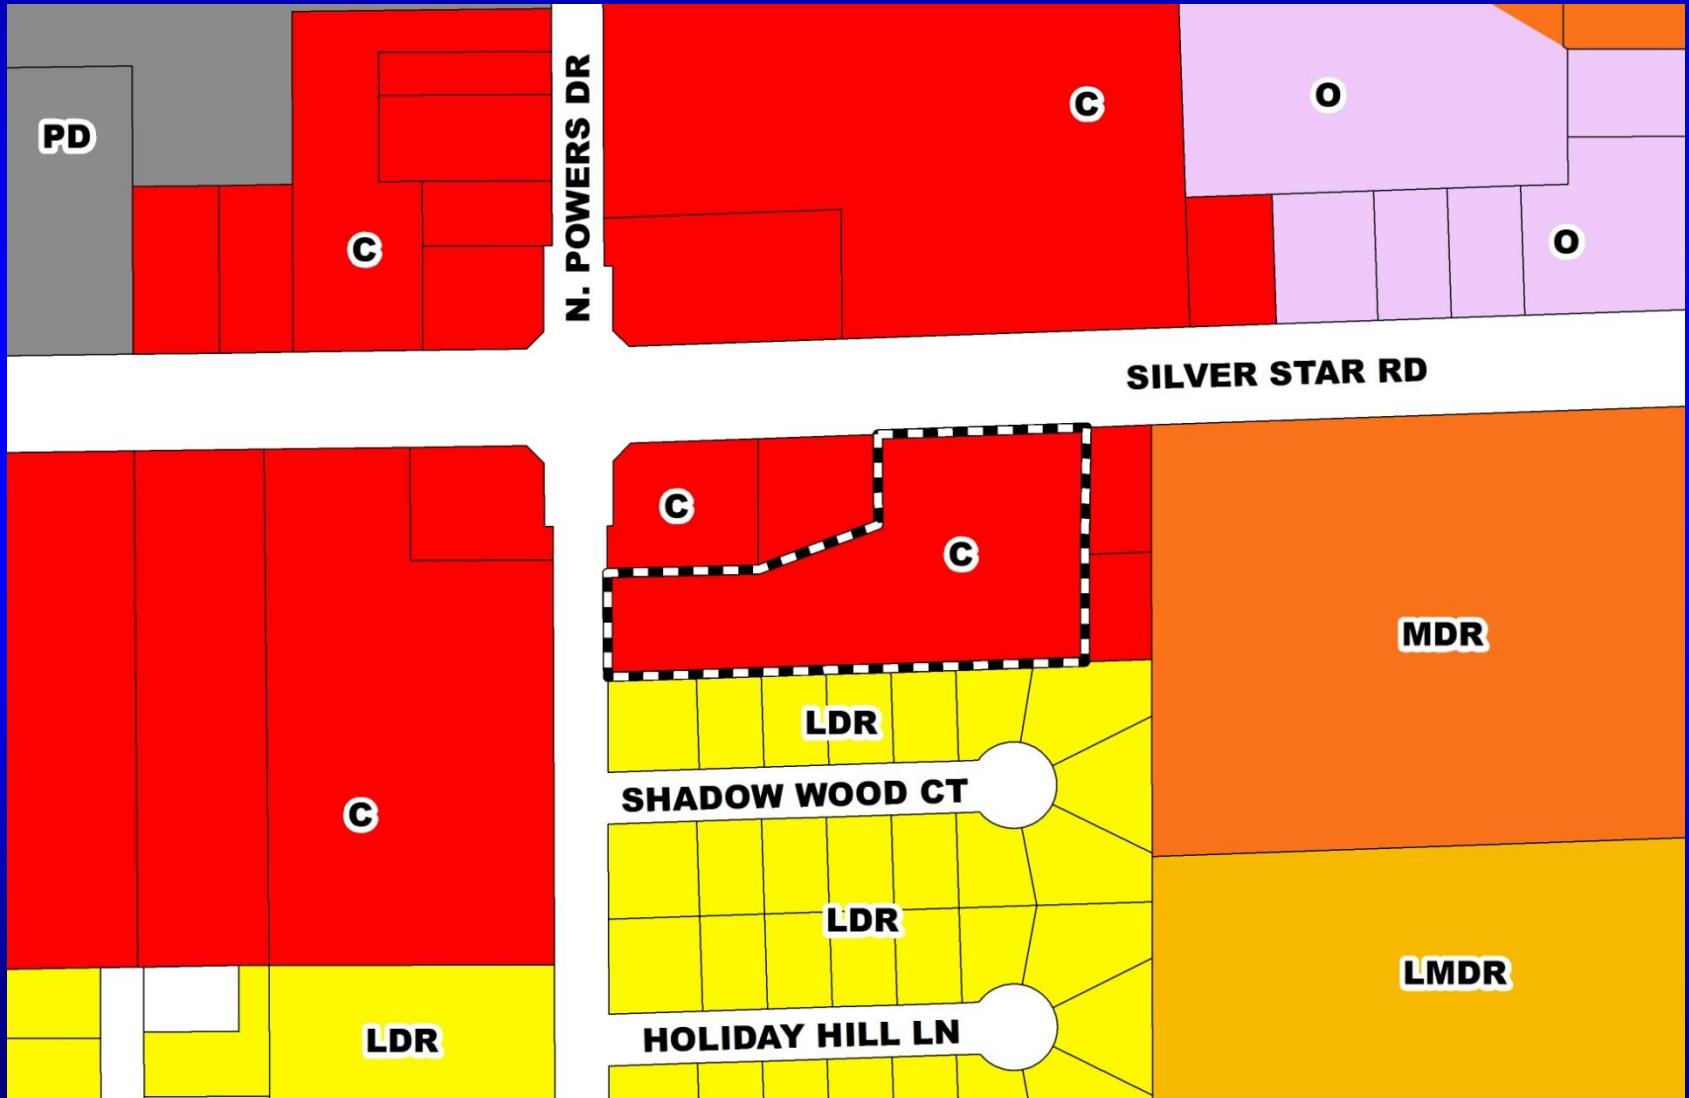 PD
C
N. POWERS DR
C
O
O
SILVER STAR RD
C
C
MDR
LDR
SHADOW WOOD CT
C
LDR
LMDR
HOLIDAY HILL LN
LDR